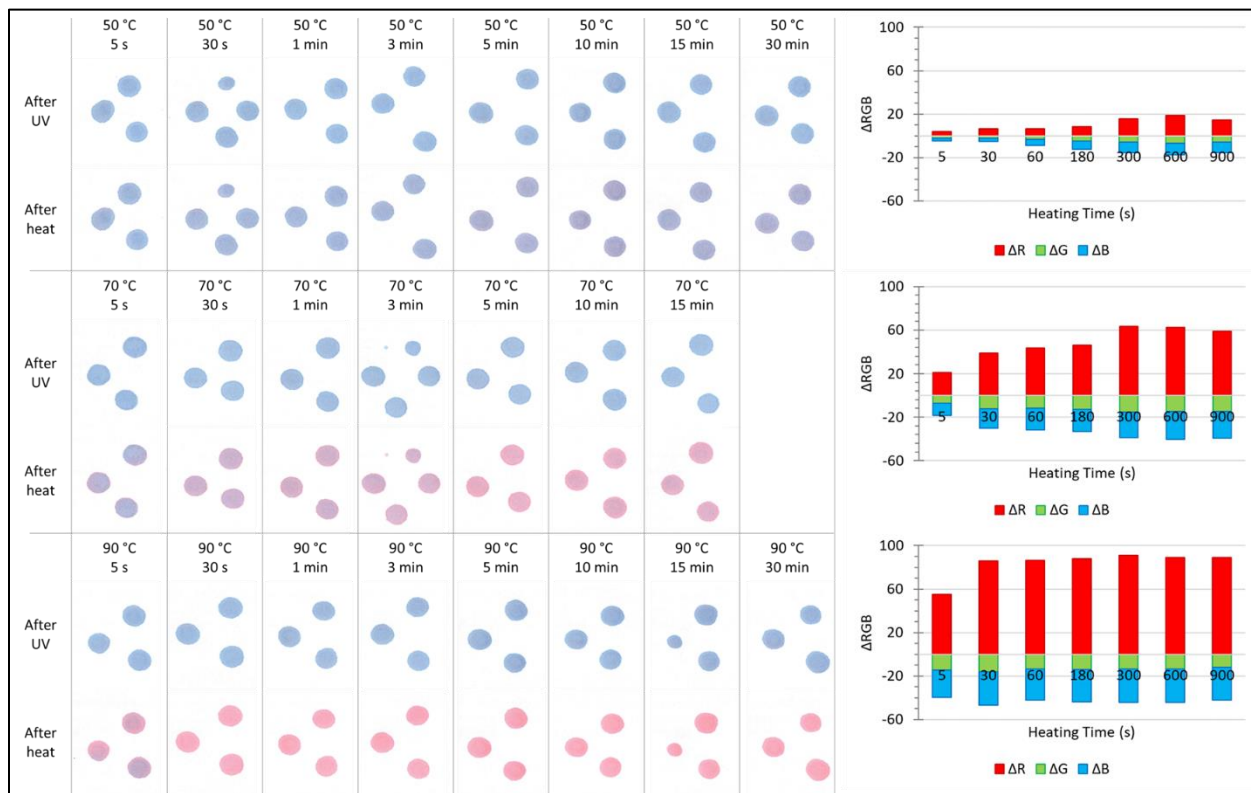 50 °C 50 °C 50 °C 50 °C 50 °C 50 °C 50 °C 50 °C
5 s 30 s 1 min 3 min 5 min 10 min 15 min 30 min
After
UV
After
heat
100
60
20
-20
-60
ΔRGB
5 30 60 180 300 600 900
Heating Time (s)
ΔR ΔG ΔB
70 °C 70 °C 70 °C 70 °C 70 °C 70 °C 70 °C
5 s 30 s 1 min 3 min 5 min 10 min 15 min
After
UV
After
heat
100
60
20
-20
-60
ΔRGB
5 30 60 180 300 600 900
Heating Time (s)
ΔR ΔG ΔB
90 °C 90 °C 90 °C 90 °C 90 °C 90 °C 90 °C 90 °C
5 s 30 s 1 min 3 min 5 min 10 min 15 min 30 min
After
UV
After
heat
100
60
20
-20
-60
ΔRGB
5 30 60 180 300 600 900
Heating Time (s)
ΔR ΔG ΔB